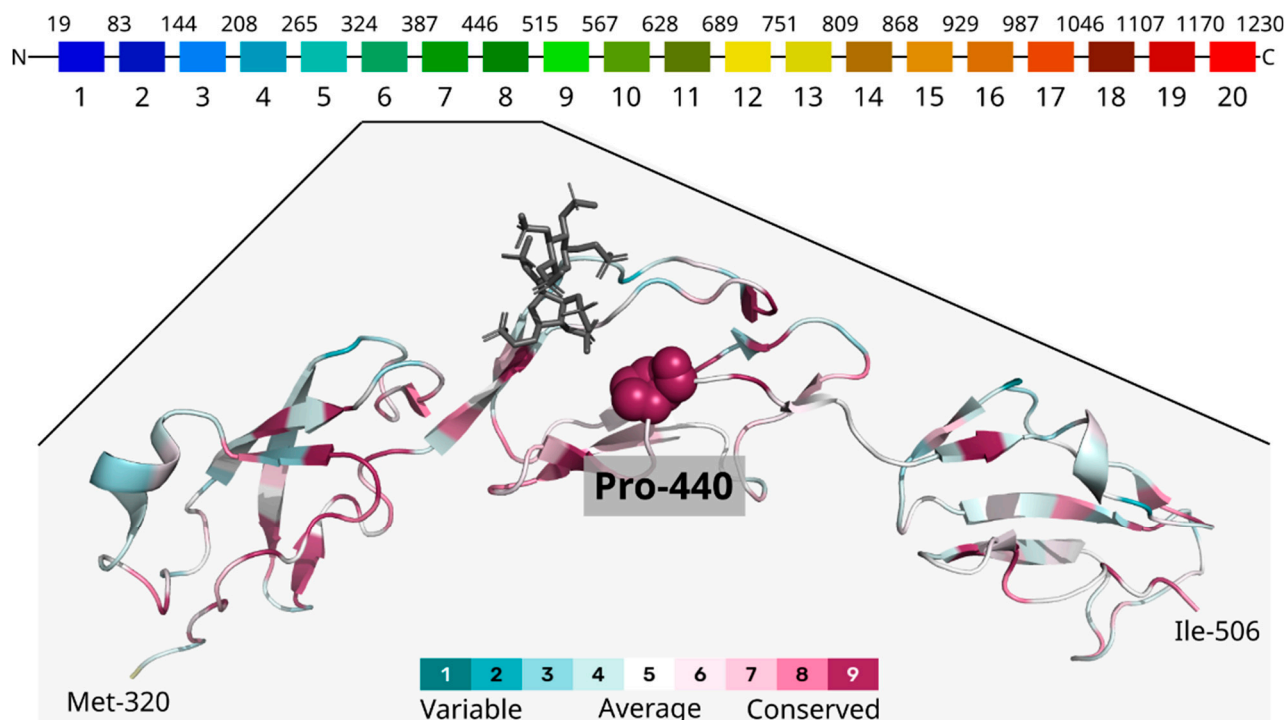 19 83 144 208 265 324 387 446 515 567 628 689 751 809 868 929 987 1046 1107 1170 1230
N C
1 2 3 4 5 6 7 8 9 10 11 12 13 14 15 16 17 18 19 20
Pro-440
Ile-506
Met-320
1 2 3 4 5 6 7 8 9
Variable Average Conserved